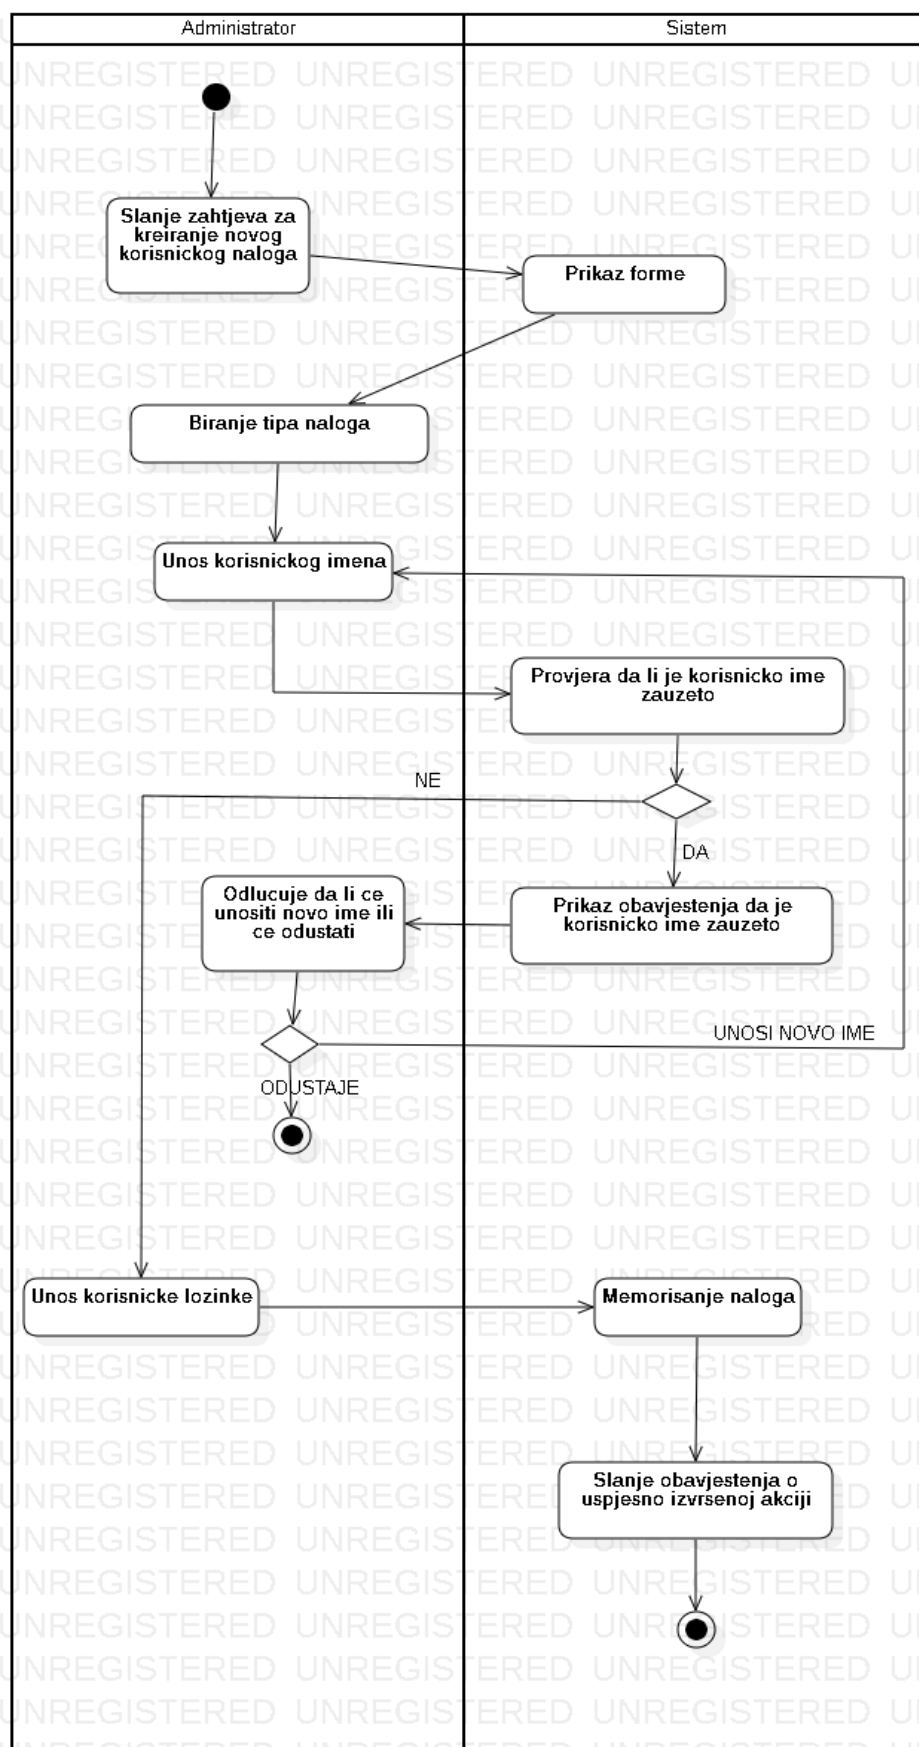 Administrator
Sistem
Slanje zahtjeva za
kreiranje novog
korisnickog naloga
Prikaz forme
Biranje tipa naloga
Unos korisnickog imena
Provjera da li je korisnicko ime
zauzeto
NE
DA
Prikaz obavjestenja da je
korisnicko ime zauzeto
Odlucuje da li ce
unositi novo ime ili
ce odustati
UNOSI NOVO IME
ODUSTAJE
Unos korisnicke lozinke
Memorisanje naloga
Slanje obavjestenja o
uspjesno izvrsenoj akciji
UNREGISTERED